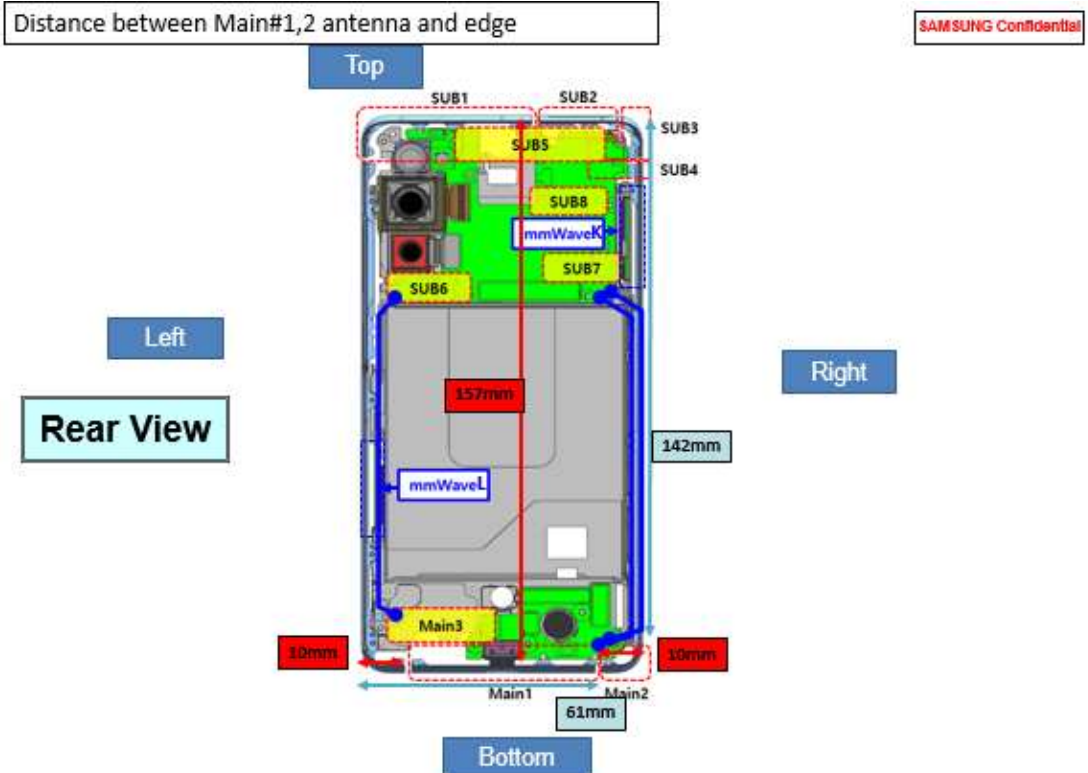 Distance between Main#1,2 antenna and edge
SAMSUNG Confidential
Top
SUB1
SUB2
SUB3
SUB5
SUB4
SUB8
mmWaveK
SUB7
SUB6
Left
Right
157mm
Rear View
142mm
mmWaveL
Main3
10mm
10mm
Main1
Main2
61mm
Bottom